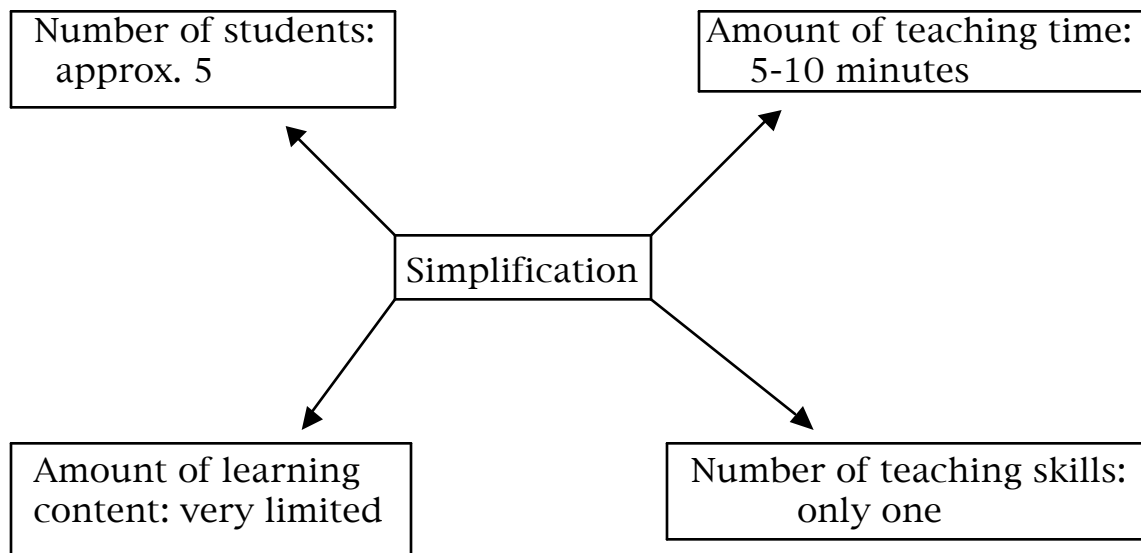 Number of students:
approx. 5
Amount of teaching time:
5-10 minutes
Simplification
Amount of learning
content: very limited
Number of teaching skills:
only one